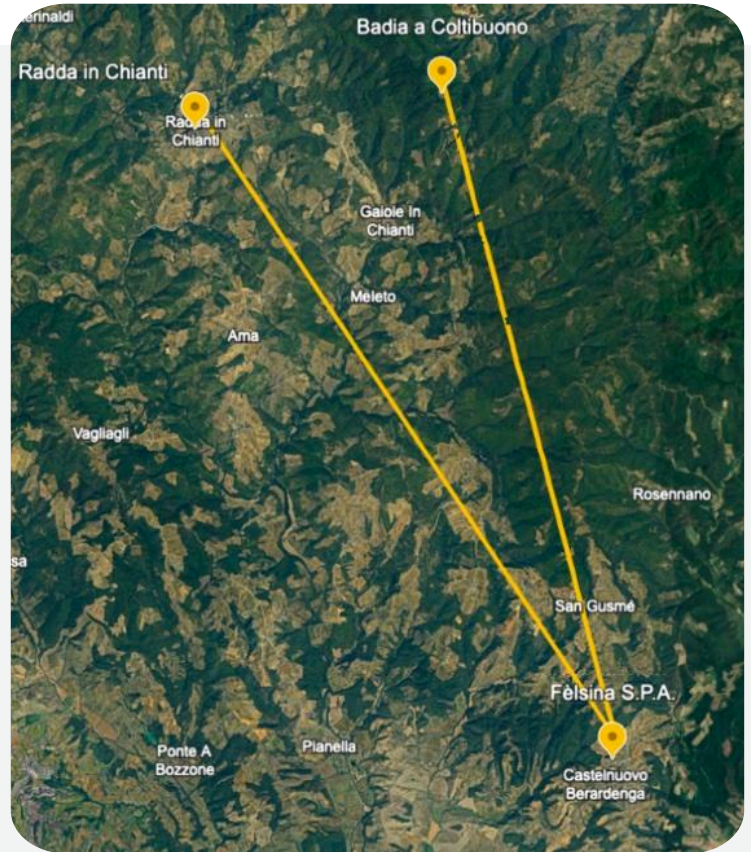 Badia a Coltibuono
Radda in Chianti
Radda in
Chianti
Gaiole In
Chianti
Meleto
Ama
Vagliagli
Rosennano
San Gusmé
Fèlsina S.P.A.
Ponte A
Bozzone
Pianella
Castelnuovo
Berardenga